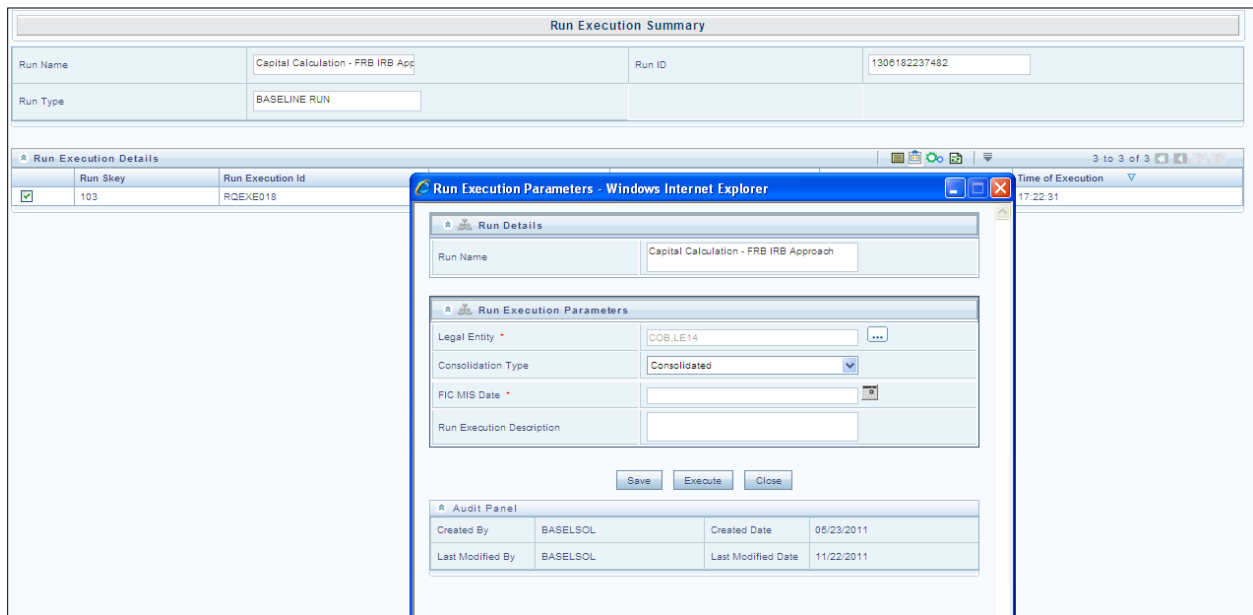 Run Execution Summary
Run Name Capital Calculation - FRB IRB App Run ID 1306182237482
Run Type BASELINE RUN
Run Execution Details 3 to 3 of 3
Run Skey Run Execution Id Time of Execution
103 RQEXE018 17:22:31
Run Execution Parameters - Windows Internet Explorer
Run Details
Run Name Capital Calculation - FRB IRB Approach
Run Execution Parameters
Legal Entity * COB,LE14 ...
Consolidation Type Consolidated
FIC MIS Date *
Run Execution Description
Save Execute Close
Audit Panel
Created By BASELSOL Created Date 05/23/2011
Last Modified By BASELSOL Last Modified Date 11/22/2011